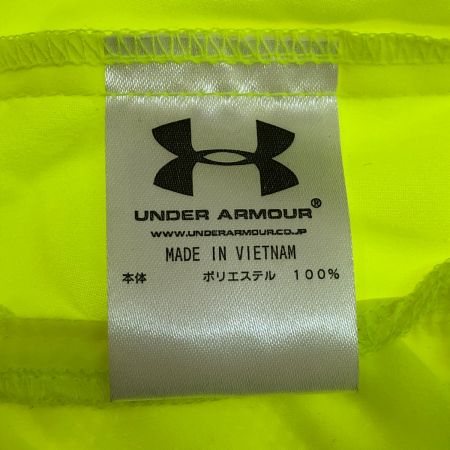 UNDER ARMOUR®
WWW.UNDERARMOUR.CO.JP
MADE IN VIETNAM
本体 ポリエステル 100%